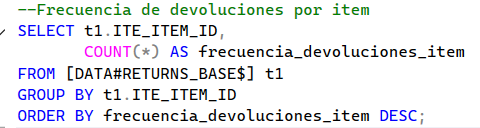 --Frecuencia de devoluciones por item
SELECT t1.ITE_ITEM_ID,
COUNT(*) AS frecuencia_devoluciones_item
FROM [DATA#RETURNS_BASE$] t1
GROUP BY t1.ITE_ITEM_ID
ORDER BY frecuencia_devoluciones_item DESC;